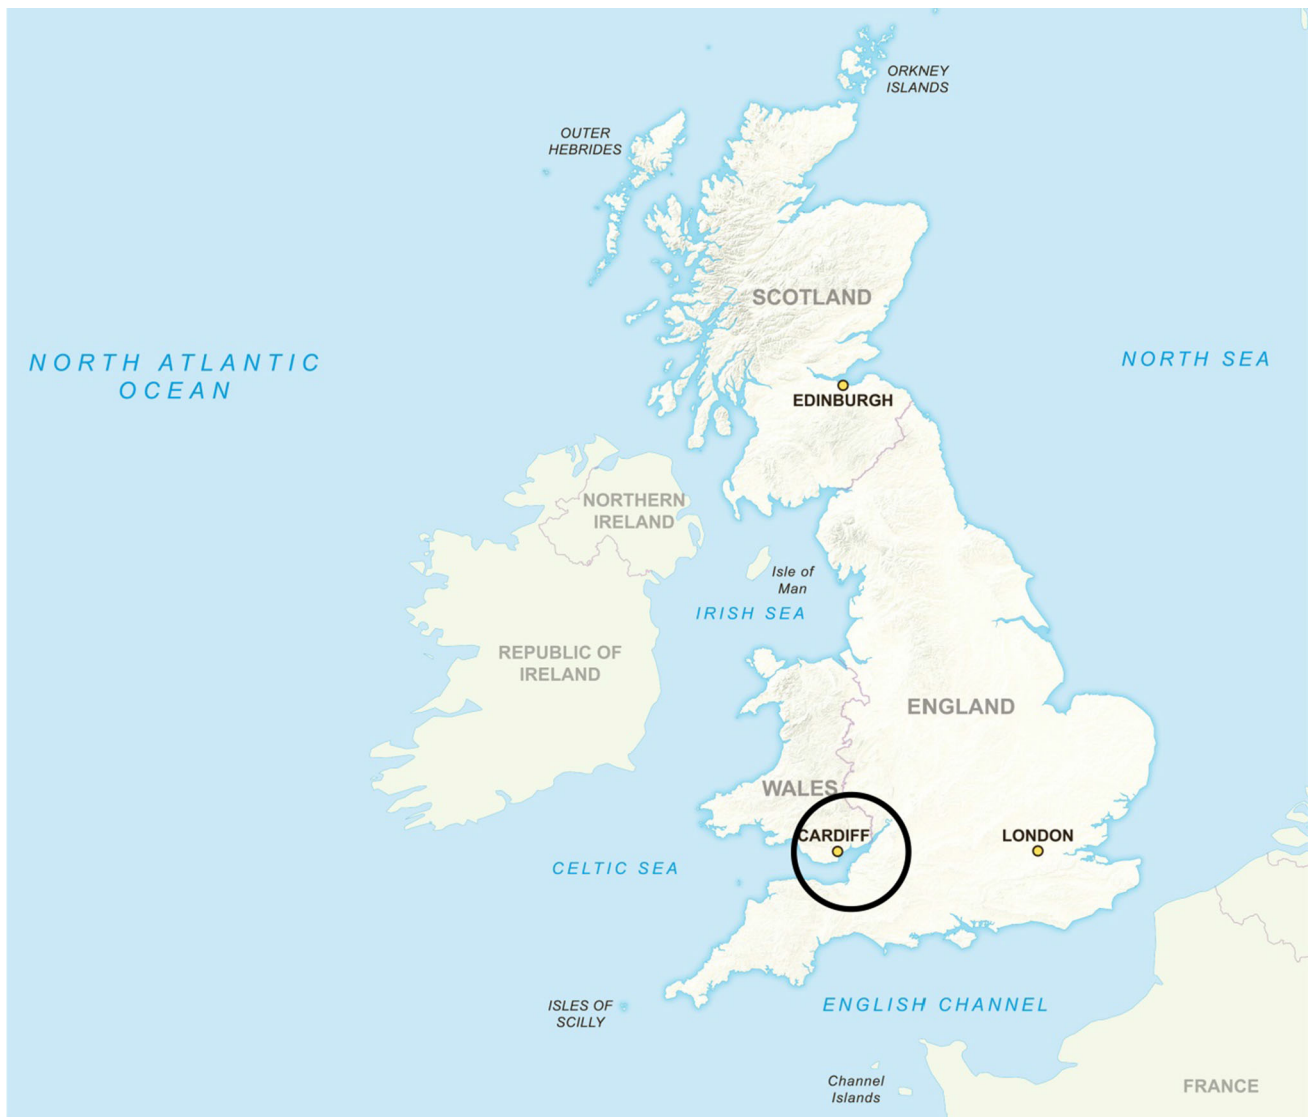 ORKNEY
ISLANDS
OUTER
HEBRIDES
SCOTLAND
NORTH ATLANTIC
OCEAN
NORTH SEA
EDINBURGH
NORTHERN
IRELAND
Isle of
Man
IRISH SEA
REPUBLIC OF
IRELAND
ENGLAND
WALES
CARDIFF
LONDON
CELTIC SEA
ISLES OF
SCILLY
ENGLISH CHANNEL
Channel
Islands
FRANCE